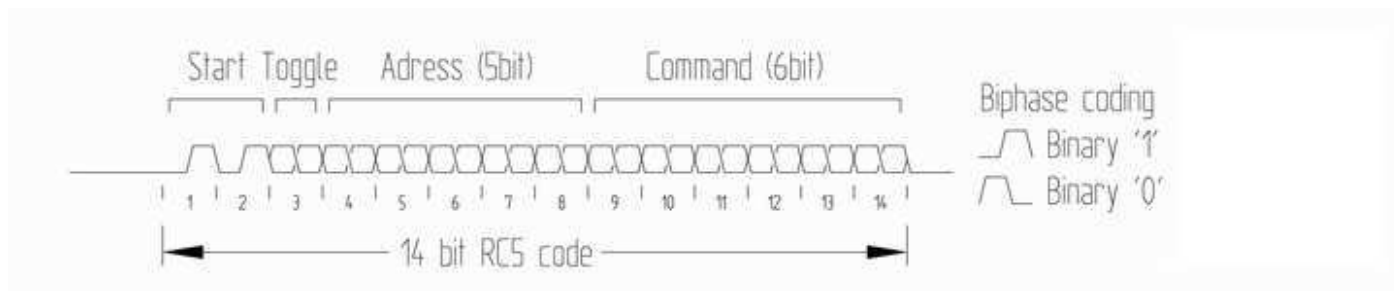 Start Toggle Adress (5bit) Command (6bit)
Biphase coding
Binary '1'
Binary '0'
1 2 3 4 5 6 7 8 9 10 11 12 13 14
14 bit RC5 code